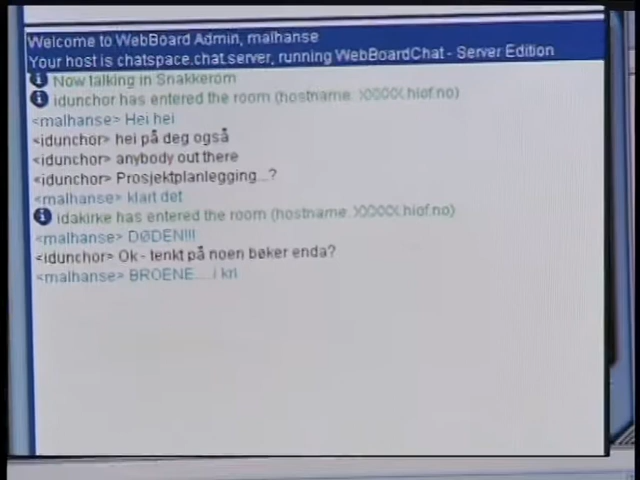 Welcome to WebBoard Admin, malhanse
Your host is chatspace.chat.server, running WebBoardChat - Server Edition
Now talking in Snakkerom
idunchor has entered the room (hostname: XXXXX.hiof.no)
<malhanse> Hei hei
<idunchor> hei på deg også
<idunchor> anybody out there
<idunchor> Prosjektplanlegging...?
<malhanse> klart det
idakirke has entered the room (hostname: XXXXX.hiof.no)
<malhanse> DØDEN!!!
<idunchor> Ok - tenkt på noen bøker enda?
<malhanse> BROENE.... i kri